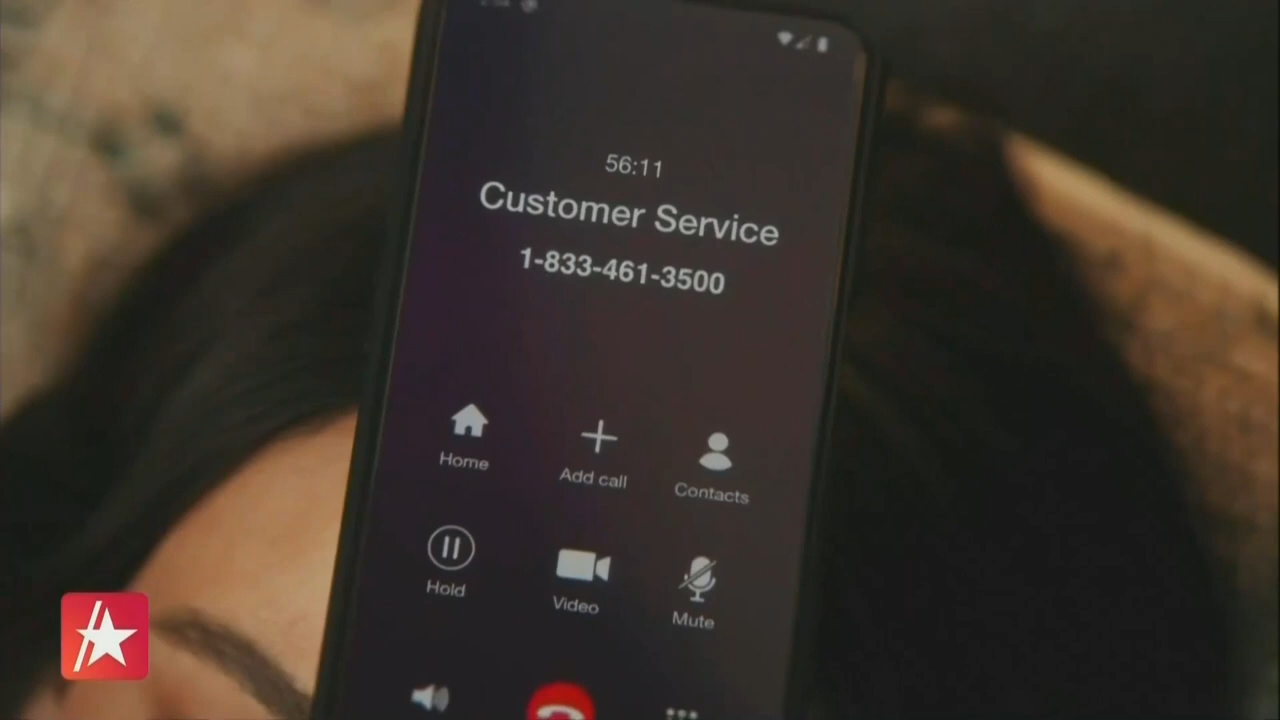 56:11
Customer Service
1-833-461-3500
Home
Add call
Contacts
Hold
Video
Mute